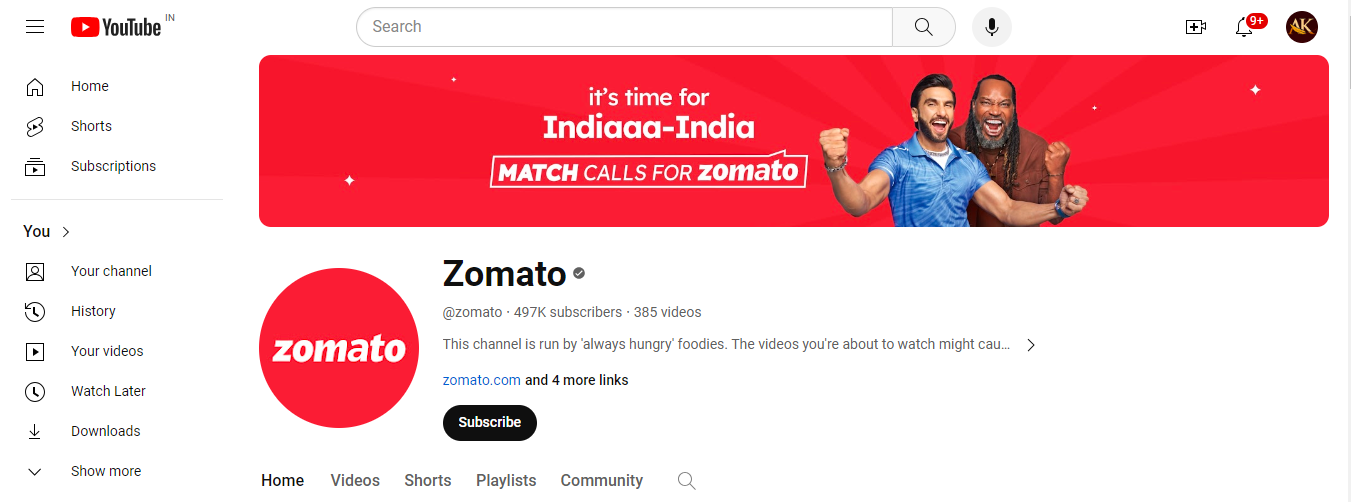 YouTube IN
Search
9+
AK
Home
Shorts
Subscriptions
You
Your channel
History
Your videos
Watch Later
Downloads
Show more
it's time for
Indiaaa-India
MATCH CALLS FOR zomato
zomato
Zomato
@zomato · 497K subscribers · 385 videos
This channel is run by 'always hungry' foodies. The videos you're about to watch might cau...
zomato.com and 4 more links
Subscribe
Home Videos Shorts Playlists Community